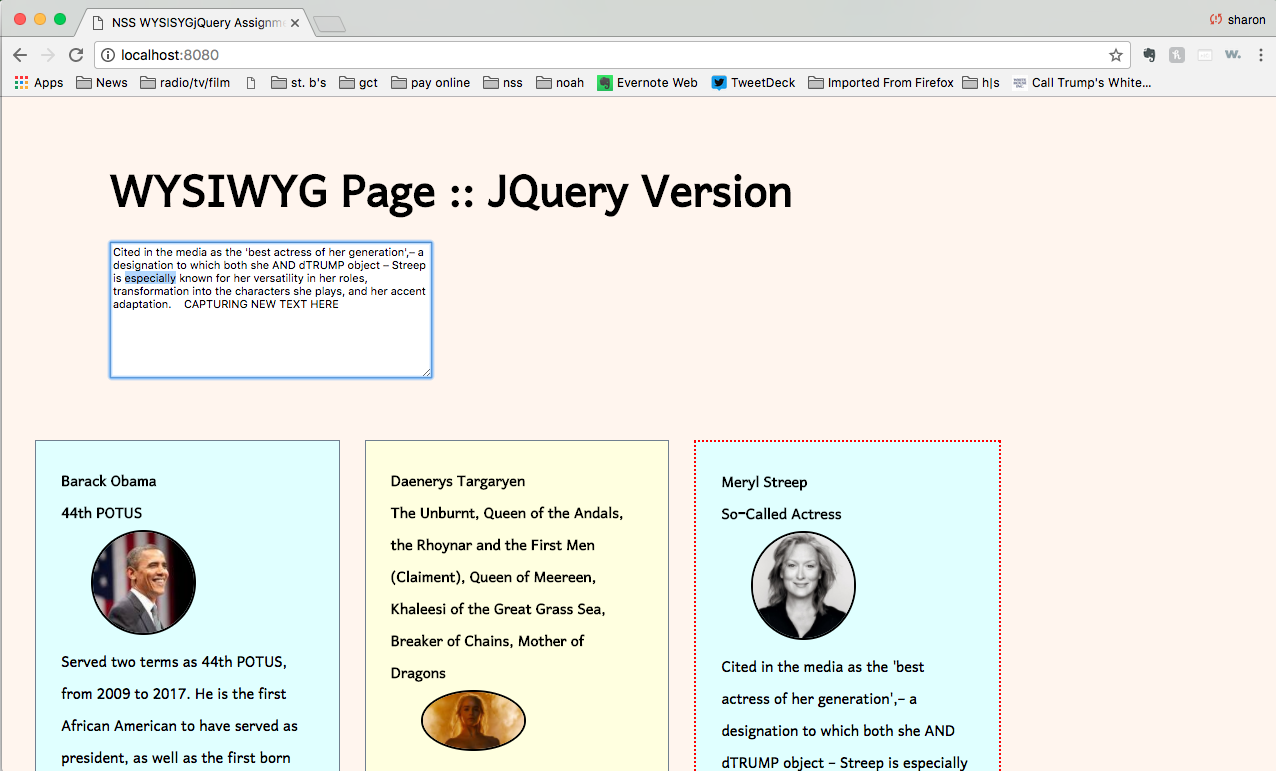 NSS WYSISYGjQuery Assignm
sharon
localhost:8080
Apps News radio/tv/film st. b's gct pay online nss noah Evernote Web TweetDeck Imported From Firefox h|s Call Trump's White...
WYSIWYG Page :: JQuery Version
Cited in the media as the 'best actress of her generation',– a
designation to which both she AND dTRUMP object – Streep
is especially known for her versatility in her roles,
transformation into the characters she plays, and her accent
adaptation. CAPTURING NEW TEXT HERE
Barack Obama
44th POTUS
Served two terms as 44th POTUS,
from 2009 to 2017. He is the first
African American to have served as
president, as well as the first born
Daenerys Targaryen
The Unburnt, Queen of the Andals,
the Rhoynar and the First Men
(Claiment), Queen of Meereen,
Khaleesi of the Great Grass Sea,
Breaker of Chains, Mother of
Dragons
Meryl Streep
So-Called Actress
Cited in the media as the 'best
actress of her generation',– a
designation to which both she AND
dTRUMP object – Streep is especially